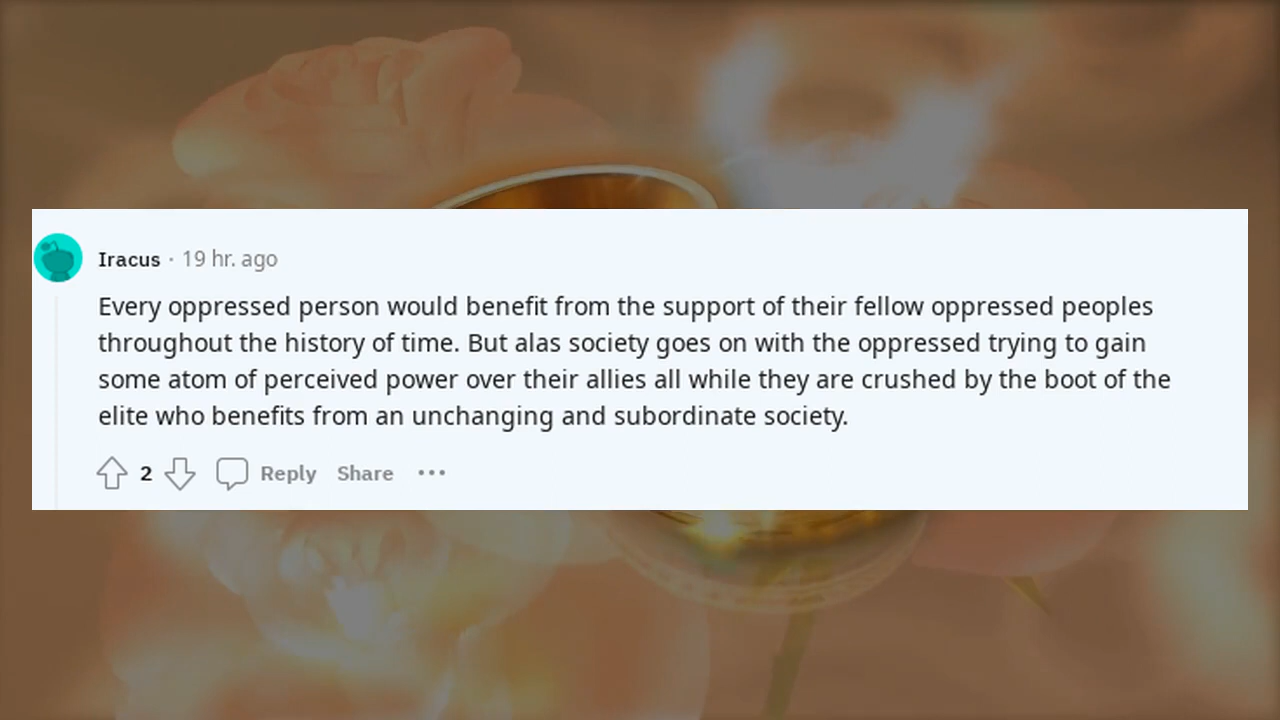 Iracus · 19 hr. ago
Every oppressed person would benefit from the support of their fellow oppressed peoples
throughout the history of time. But alas society goes on with the oppressed trying to gain
some atom of perceived power over their allies all while they are crushed by the boot of the
elite who benefits from an unchanging and subordinate society.
2 Reply Share ···